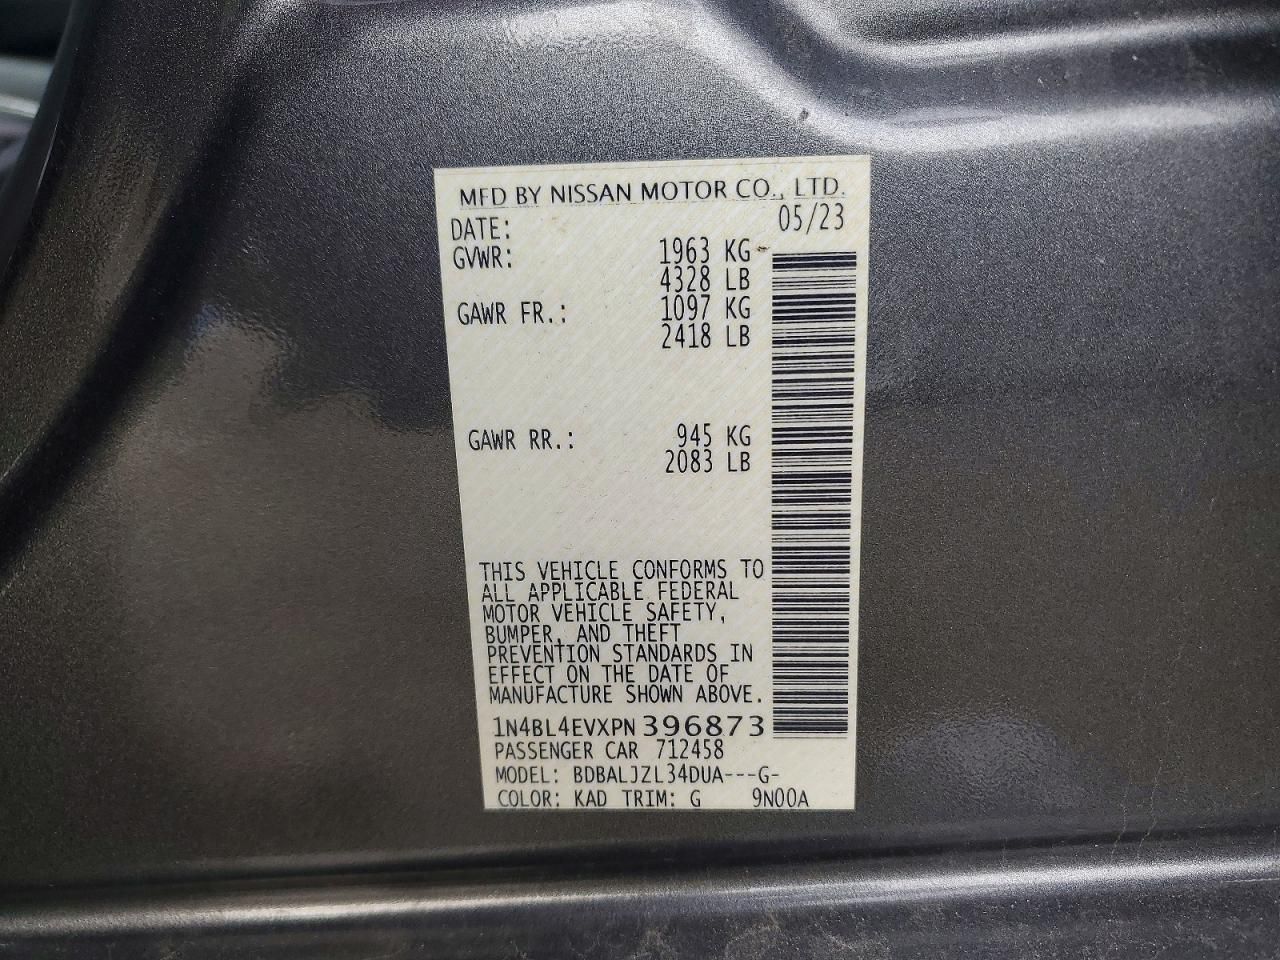 MFD BY NISSAN MOTOR CO., LTD.
DATE: 05/23
GVWR: 1963 KG
4328 LB
GAWR FR.: 1097 KG
2418 LB
GAWR RR.: 945 KG
2083 LB
THIS VEHICLE CONFORMS TO
ALL APPLICABLE FEDERAL
MOTOR VEHICLE SAFETY,
BUMPER, AND THEFT
PREVENTION STANDARDS IN
EFFECT ON THE DATE OF
MANUFACTURE SHOWN ABOVE.
1N4BL4EVXPN396873
PASSENGER CAR 712458
MODEL: BDBALJZL34DUA---G-
COLOR: KAD TRIM: G 9N00A